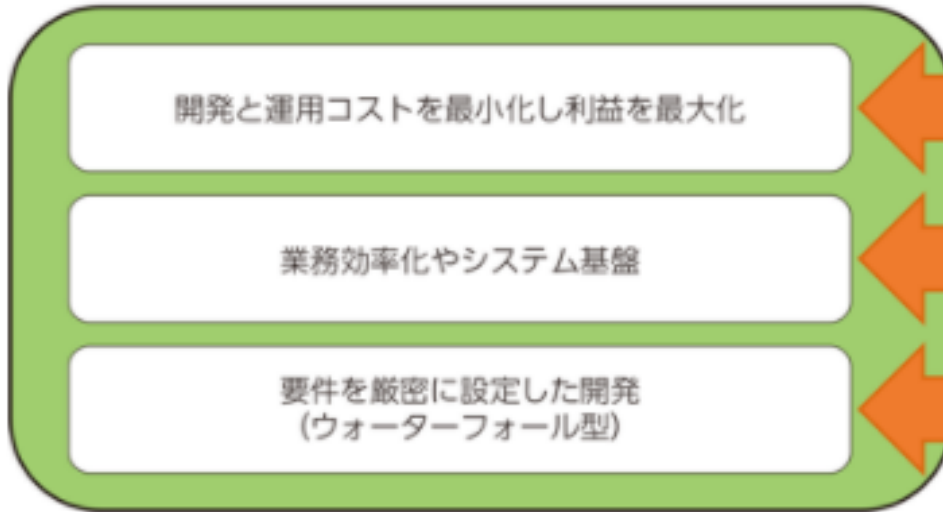 開発と運用コストを最小化し利益を最大化
業務効率化やシステム基盤
要件を厳密に設定した開発
(ウォーターフォール型)